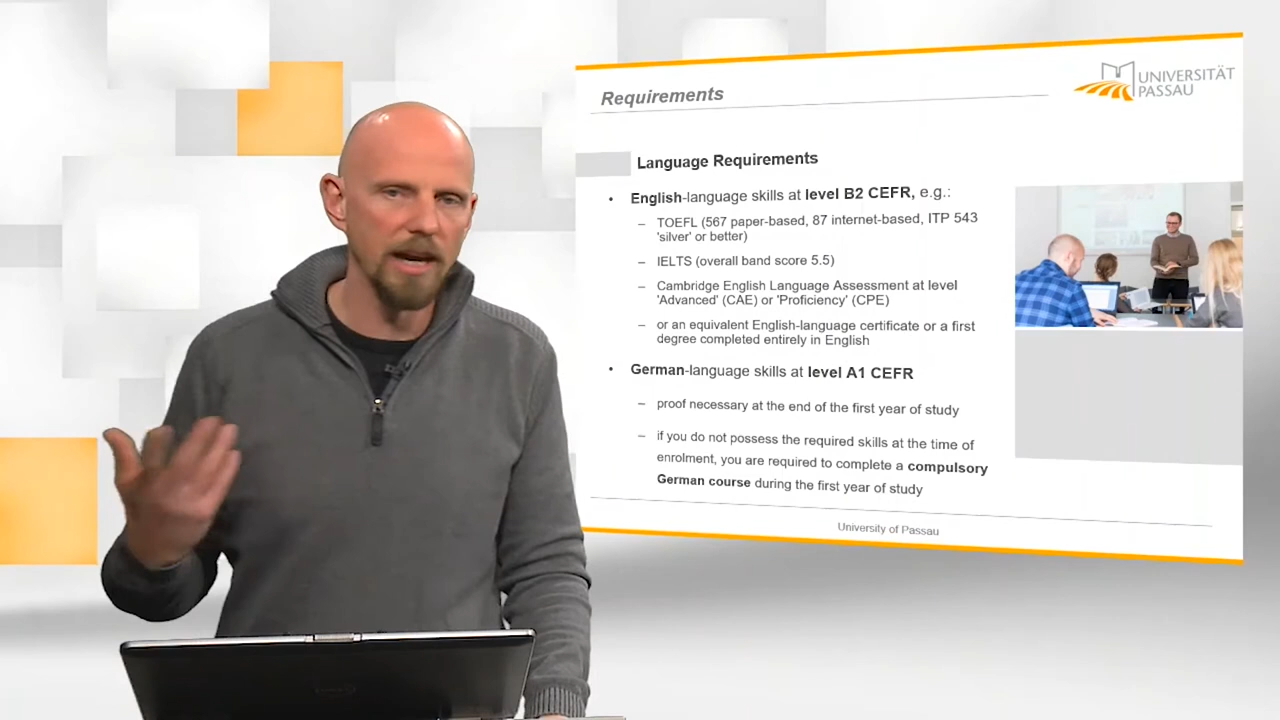 Requirements
UNIVERSITÄT
PASSAU
Language Requirements
• English-language skills at level B2 CEFR, e.g.:
– TOEFL (567 paper-based, 87 internet-based, ITP 543
'silver' or better)
– IELTS (overall band score 5.5)
– Cambridge English Language Assessment at level
'Advanced' (CAE) or 'Proficiency' (CPE)
– or an equivalent English-language certificate or a first
degree completed entirely in English
• German-language skills at level A1 CEFR
– proof necessary at the end of the first year of study
– if you do not possess the required skills at the time of
enrolment, you are required to complete a compulsory
German course during the first year of study
University of Passau